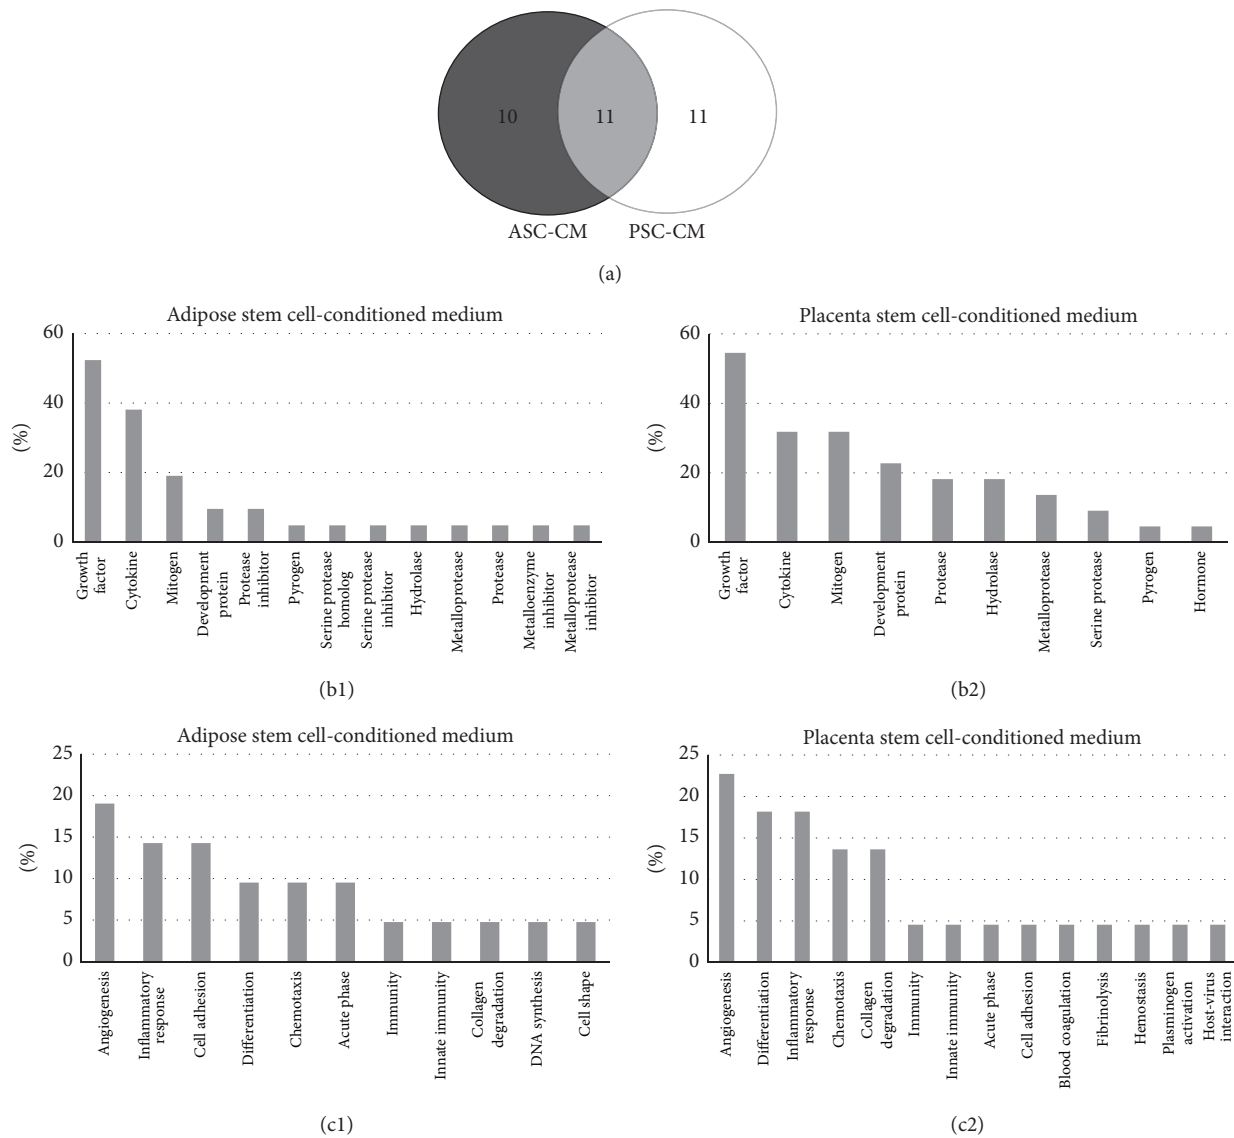 10 11 11
ASC-CM PSC-CM
(a)
Adipose stem cell-conditioned medium
60
40
20
0
(%)
Growth
factor
Cytokine
Mitogen
Development
protein
Protease
inhibitor
Pyrogen
Serine protease
homolog
Serine protease
inhibitor
Hydrolase
Metalloprotease
Protease
Metalloenzyme
inhibitor
Metalloprotease
inhibitor
(b1)
Placenta stem cell-conditioned medium
60
40
20
0
(%)
Growth
factor
Cytokine
Mitogen
Development
protein
Protease
Hydrolase
Metalloprotease
Serine protease
Pyrogen
Hormone
(b2)
Adipose stem cell-conditioned medium
25
20
15
10
5
0
(%)
Angiogenesis
Inflammatory
response
Cell adhesion
Differentiation
Chemotaxis
Acute phase
Immunity
Innate immunity
Collagen
degradation
DNA synthesis
Cell shape
(c1)
Placenta stem cell-conditioned medium
25
20
15
10
5
0
(%)
Angiogenesis
Differentiation
Inflammatory
response
Chemotaxis
Collagen
degradation
Immunity
Innate immunity
Acute phase
Cell adhesion
Blood coagulation
Fibrinolysis
Hemostasis
Plasminogen
activation
Host-virus
interaction
(c2)